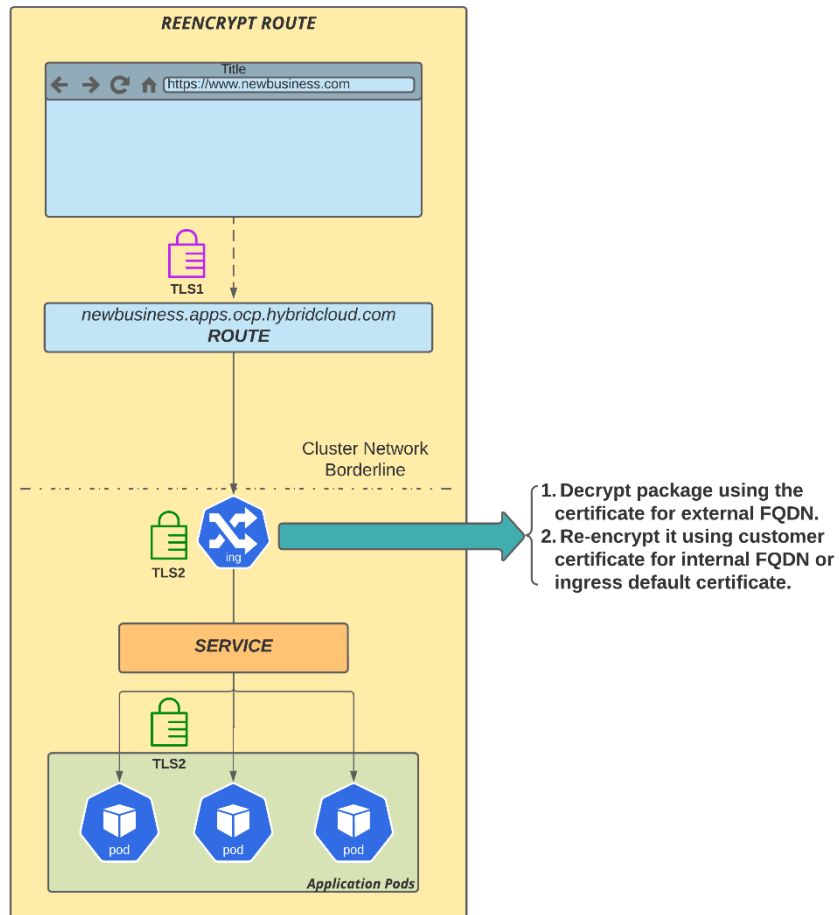 REENCRYPT ROUTE
Title
https://www.newbusiness.com
TLS1
newbusiness.apps.ocp.hybridcloud.com
ROUTE
Cluster Network
Borderline
ing
TLS2
1. Decrypt package using the
certificate for external FQDN.
2. Re-encrypt it using customer
certificate for internal FQDN or
ingress default certificate.
SERVICE
TLS2
pod
pod
pod
Application Pods